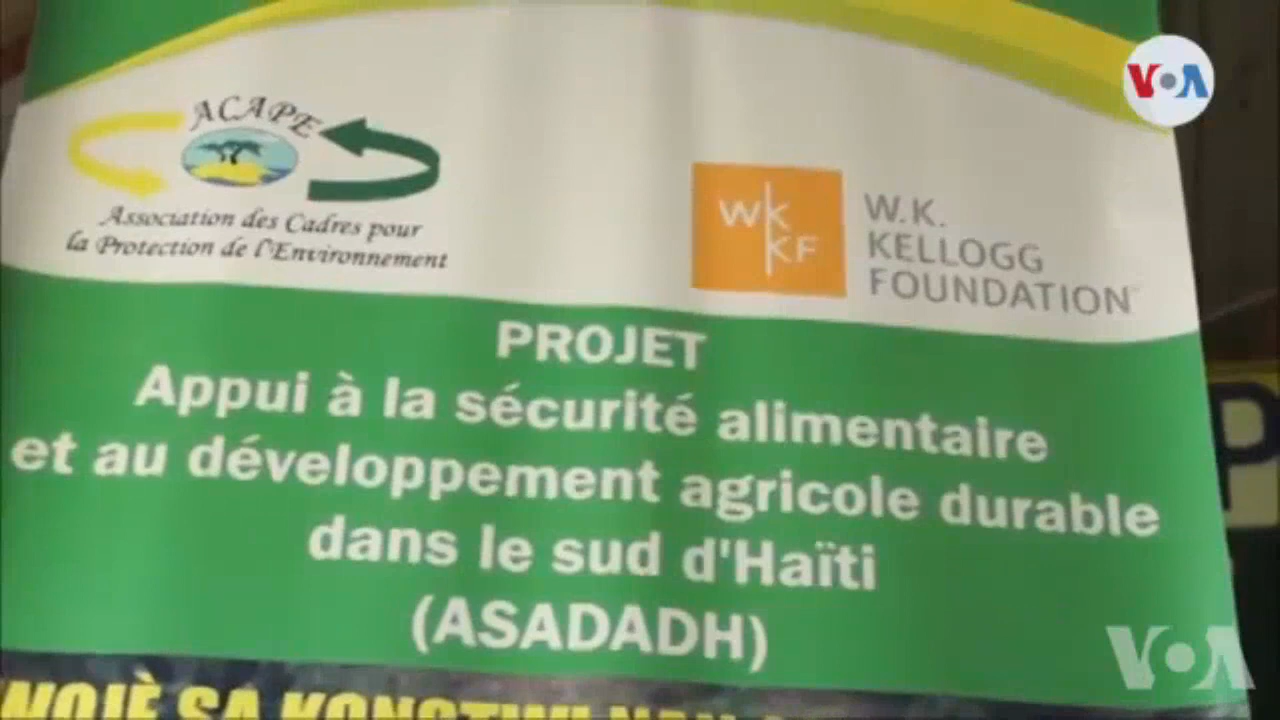 VOA
ACAPE
Association des Cadres pour
la Protection de l'Environnement
WK
KF
W.K.
KELLOGG
FOUNDATION
PROJET
Appui à la sécurité alimentaire
et au développement agricole durable
dans le sud d'Haïti
(ASADADH)
P
VOA
SA